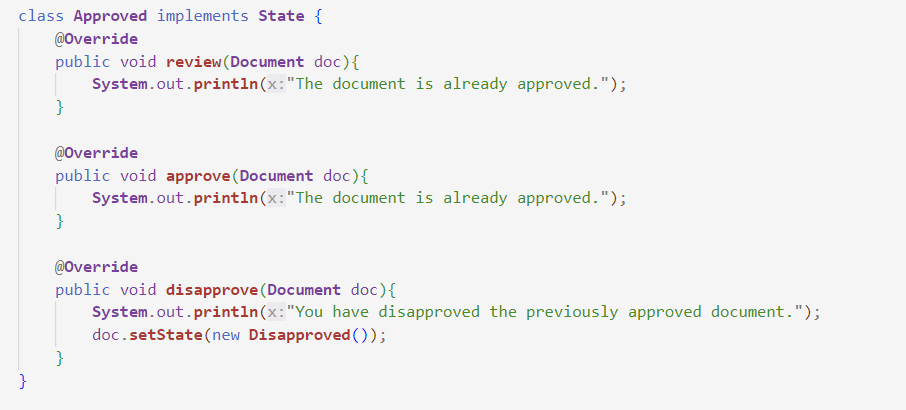 class Approved implements State {
@Override
public void review(Document doc){
System.out.println(x:"The document is already approved.");
}
@Override
public void approve(Document doc){
System.out.println(x:"The document is already approved.");
}
@Override
public void disapprove(Document doc){
System.out.println(x:"You have disapproved the previously approved document.");
doc.setState(new Disapproved());
}
}